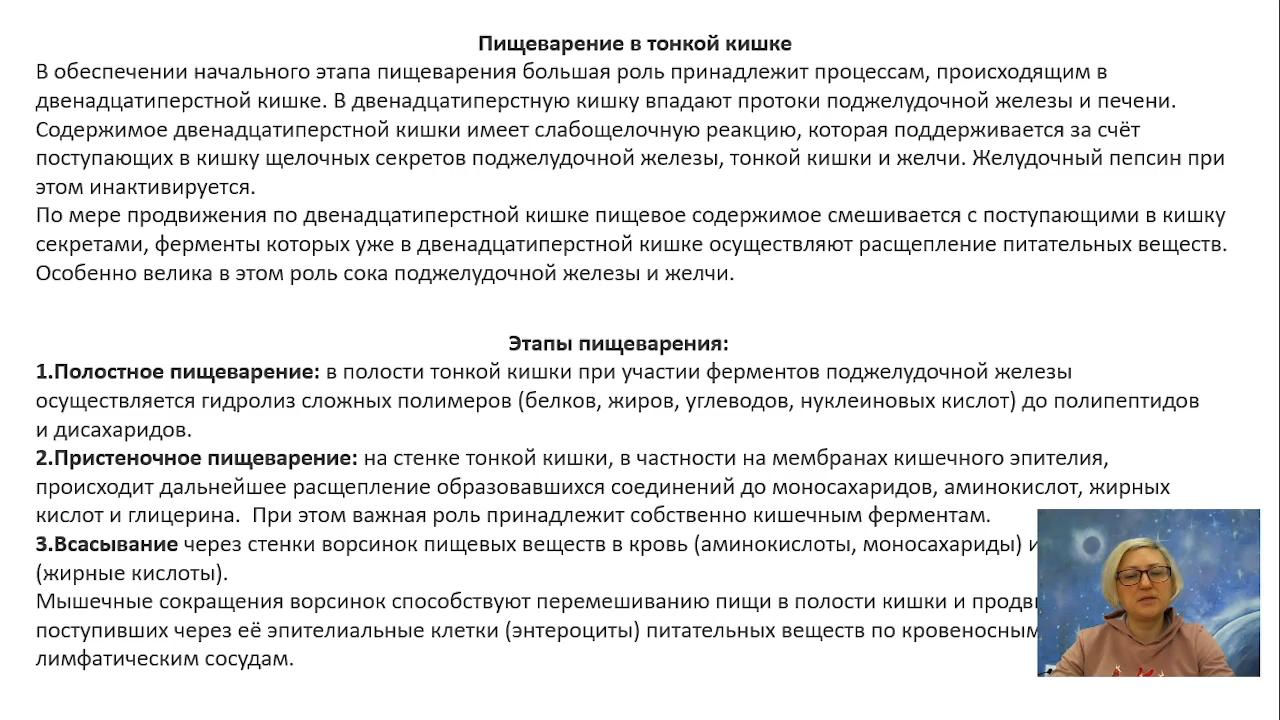 Пищеварение в тонкой кишке
В обеспечении начального этапа пищеварения большая роль принадлежит процессам, происходящим в
двенадцатиперстной кишке. В двенадцатиперстную кишку впадают протоки поджелудочной железы и печени.
Содержимое двенадцатиперстной кишки имеет слабощелочную реакцию, которая поддерживается за счёт
поступающих в кишку щелочных секретов поджелудочной железы, тонкой кишки и желчи. Желудочный пепсин при
этом инактивируется.
По мере продвижения по двенадцатиперстной кишке пищевое содержимое смешивается с поступающими в кишку
секретами, ферменты которых уже в двенадцатиперстной кишке осуществляют расщепление питательных веществ.
Особенно велика в этом роль сока поджелудочной железы и желчи.
Этапы пищеварения:
1.Полостное пищеварение: в полости тонкой кишки при участии ферментов поджелудочной железы
осуществляется гидролиз сложных полимеров (белков, жиров, углеводов, нуклеиновых кислот) до полипептидов
и дисахаридов.
2.Пристеночное пищеварение: на стенке тонкой кишки, в частности на мембранах кишечного эпителия,
происходит дальнейшее расщепление образовавшихся соединений до моносахаридов, аминокислот, жирных
кислот и глицерина. При этом важная роль принадлежит собственно кишечным ферментам.
3.Всасывание через стенки ворсинок пищевых веществ в кровь (аминокислоты, моносахариды)
(жирные кислоты).
Мышечные сокращения ворсинок способствуют перемешиванию пищи в полости кишки и
поступивших через её эпителиальные клетки (энтероциты) питательных веществ по кровеносным
лимфатическим сосудам.